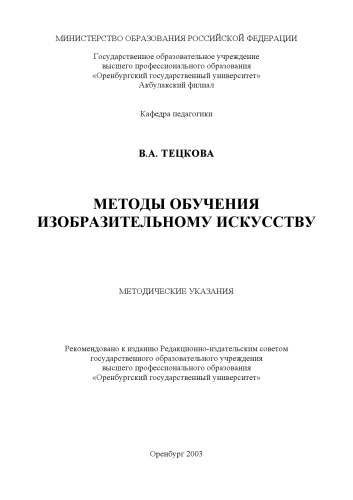 МИНИСТЕРСТВО ОБРАЗОВАНИЯ РОССИЙСКОЙ ФЕДЕРАЦИИ
Государственное образовательное учреждение
высшего профессионального образования
«Оренбургский государственный университет»
Акбулакский филиал
Кафедра педагогики
В.А. ТЕЦКОВА
МЕТОДЫ ОБУЧЕНИЯ
ИЗОБРАЗИТЕЛЬНОМУ ИСКУССТВУ
МЕТОДИЧЕСКИЕ УКАЗАНИЯ
Рекомендовано к изданию Редакционно-издательским советом
государственного образовательного учреждения
высшего профессионального образования
«Оренбургский государственный университет»
Оренбург 2003